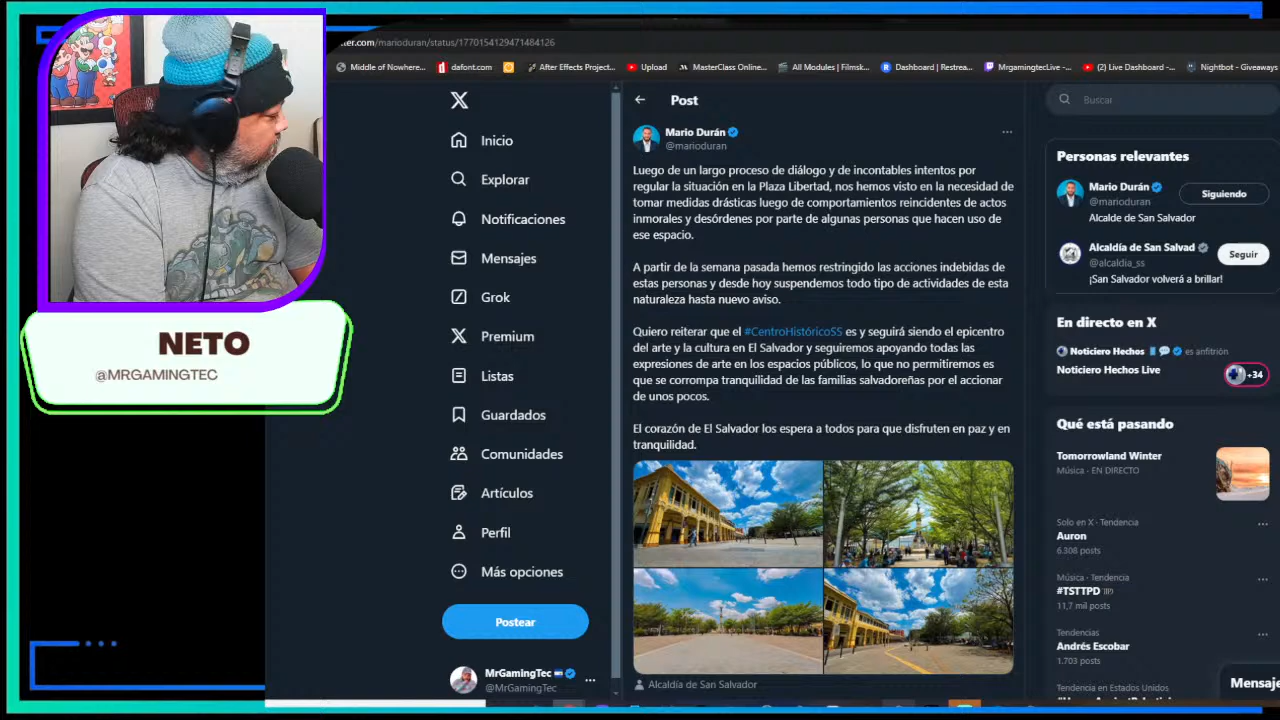 ter.com/marioduran/status/1770154129471484126
Middle of Nowhere...
dafont.com
After Effects Project...
Upload
MasterClass Online...
All Modules | Filmsk...
Dashboard | Restrea...
MrgamingtecLive -...
(2) Live Dashboard -...
Nightbot - Giveaways
Inicio
Explorar
Notificaciones
Mensajes
Grok
Premium
Listas
Guardados
Comunidades
Artículos
Perfil
Más opciones
Postear
MrGamingTec
@MrGamingTec
Post
Mario Durán
@marioduran
Luego de un largo proceso de diálogo y de incontables intentos por
regular la situación en la Plaza Libertad, nos hemos visto en la necesidad de
tomar medidas drásticas luego de comportamientos reincidentes de actos
inmorales y desórdenes por parte de algunas personas que hacen uso de
ese espacio.
A partir de la semana pasada hemos restringido las acciones indebidas de
estas personas y desde hoy suspendemos todo tipo de actividades de esta
naturaleza hasta nuevo aviso.
Quiero reiterar que el #CentroHistóricoSS es y seguirá siendo el epicentro
del arte y la cultura en El Salvador y seguiremos apoyando todas las
expresiones de arte en los espacios públicos, lo que no permitiremos es
que se corrompa tranquilidad de las familias salvadoreñas por el accionar
de unos pocos.
El corazón de El Salvador los espera a todos para que disfruten en paz y en
tranquilidad.
Alcaldía de San Salvador
Buscar
Personas relevantes
Mario Durán
@marioduran
Siguiendo
Alcalde de San Salvador
Alcaldía de San Salvad
@alcaldia_ss
Seguir
¡San Salvador volverá a brillar!
En directo en X
Noticiero Hechos es anfitrión
Noticiero Hechos Live
+34
Qué está pasando
Tomorrowland Winter
Música · EN DIRECTO
Solo en X · Tendencia
Auron
6.308 posts
Música · Tendencia
#TSTTPD
11,7 mil posts
Tendencias
Andrés Escobar
1.703 posts
Tendencia en Estados Unidos
Mensaje
NETO
@MRGAMINGTEC